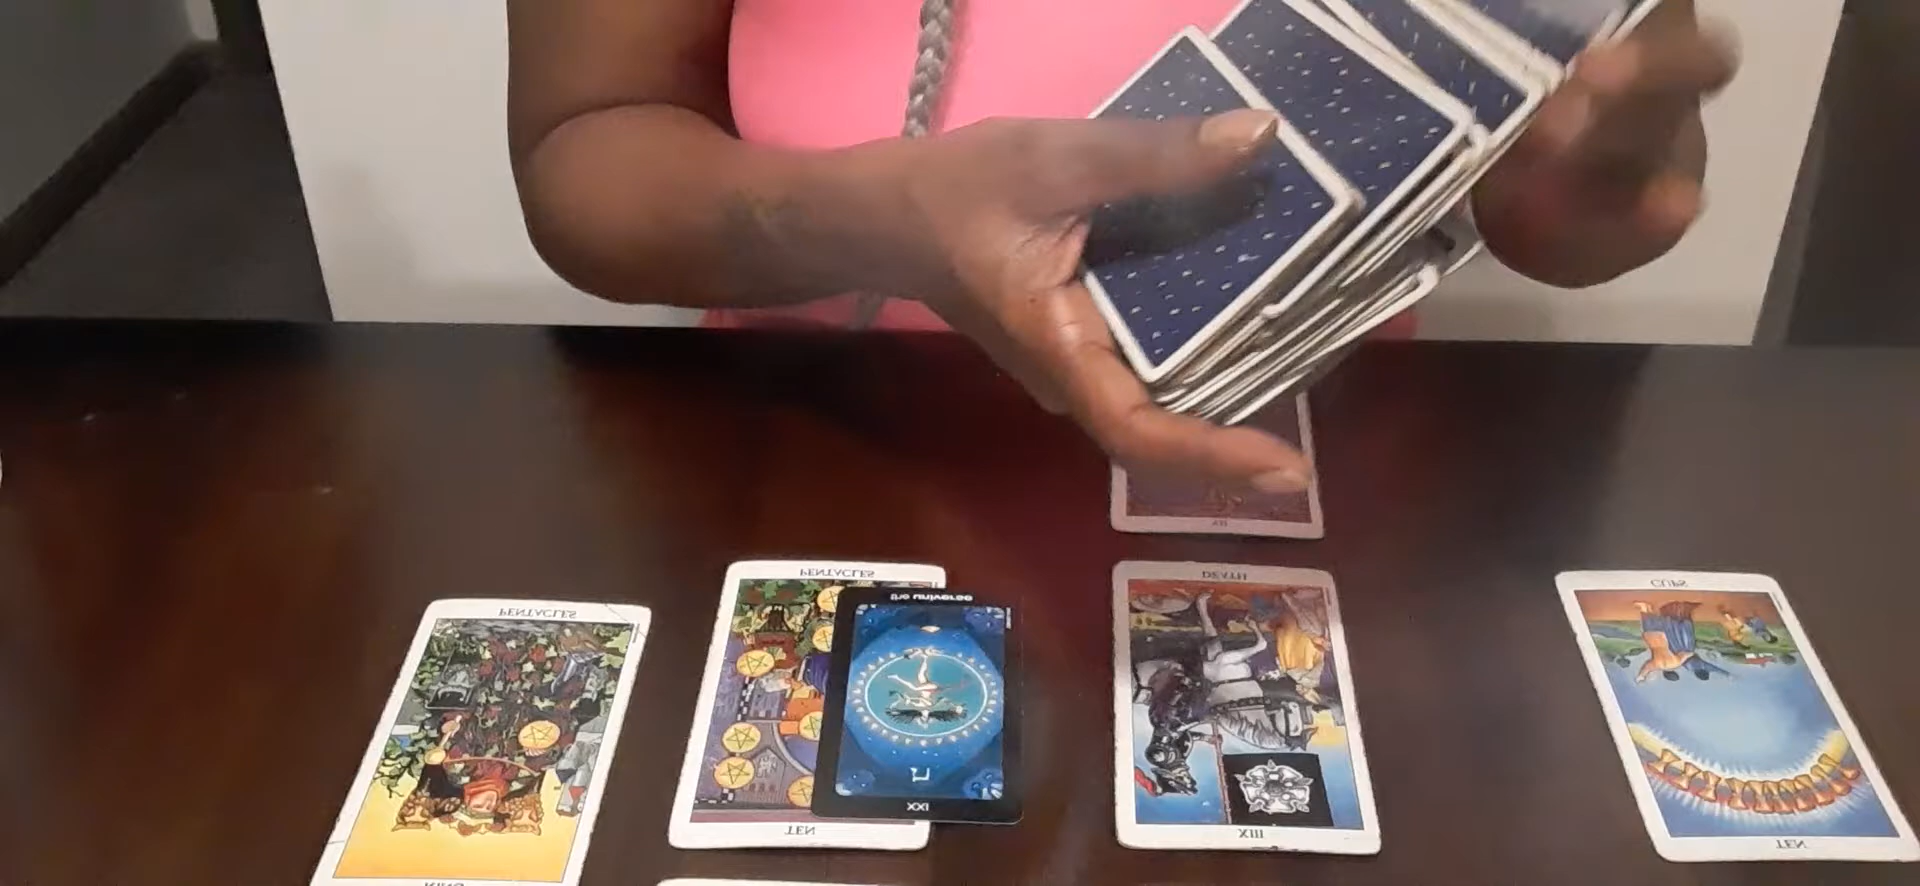 PENTACLES
KING
PENTACLES
TEN
the universe
XXI
DEATH
XIII
CUPS
TEN